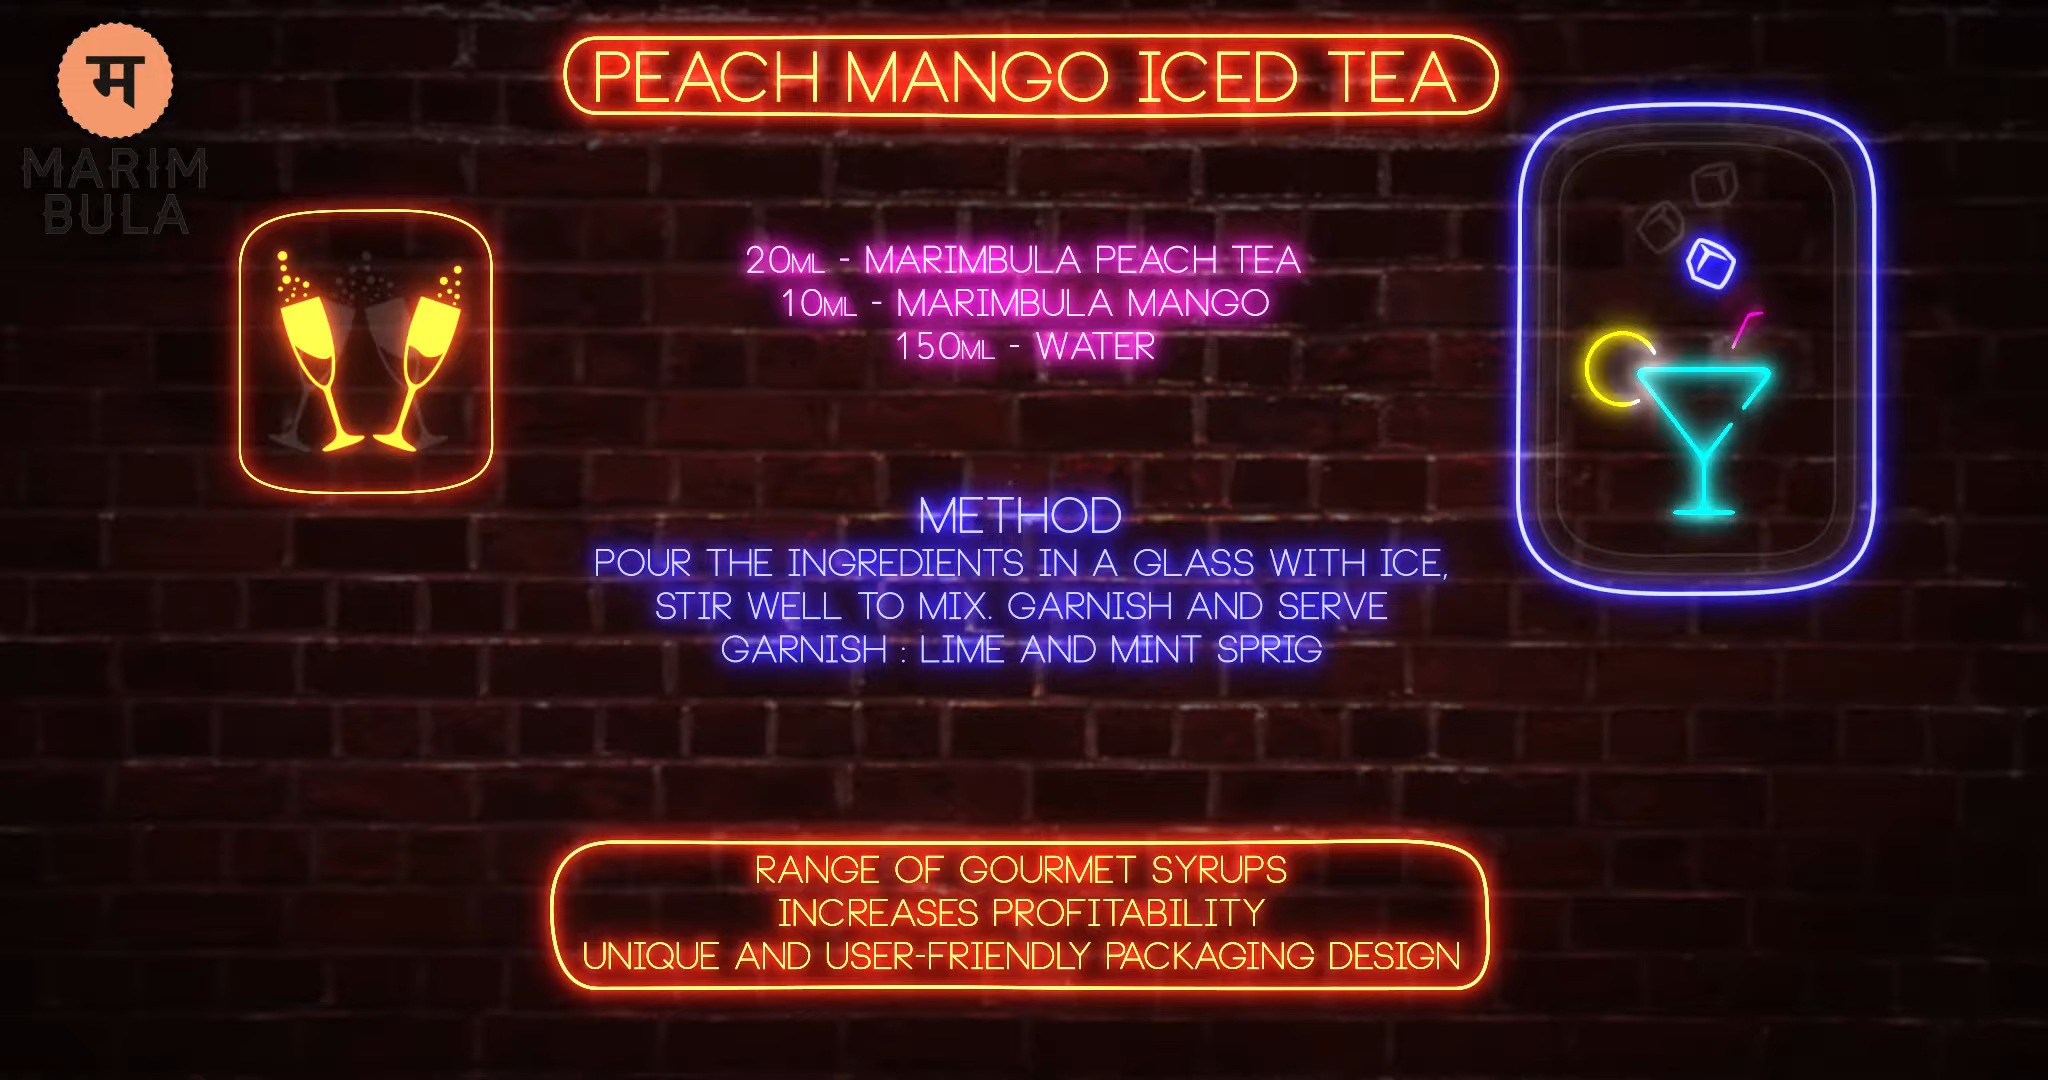 म
MARIM
BULA
PEACH MANGO ICED TEA
20ML - MARIMBULA PEACH TEA
10ML - MARIMBULA MANGO
150ML - WATER
METHOD
POUR THE INGREDIENTS IN A GLASS WITH ICE,
STIR WELL TO MIX. GARNISH AND SERVE
GARNISH : LIME AND MINT SPRIG
RANGE OF GOURMET SYRUPS
INCREASES PROFITABILITY
UNIQUE AND USER-FRIENDLY PACKAGING DESIGN